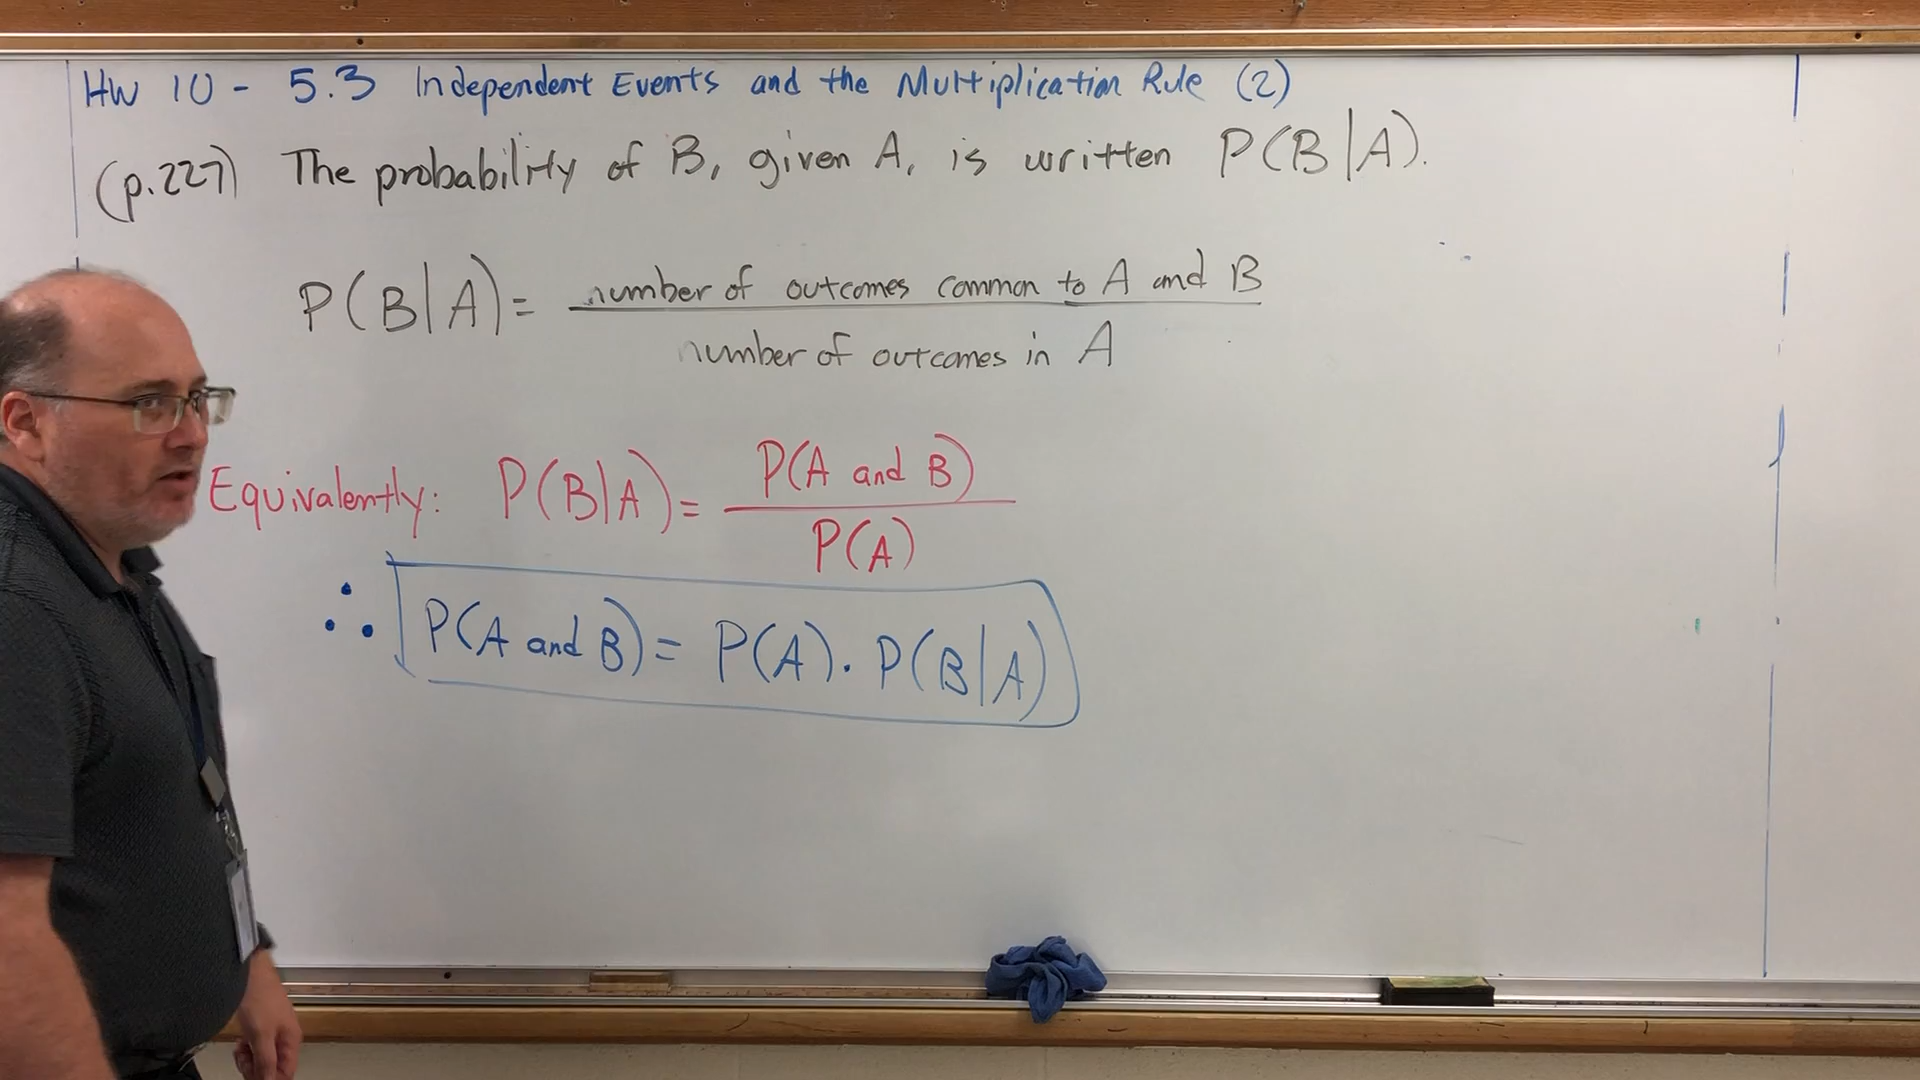 HW 10 - 5.3 Independent Events and the Multiplication Rule (2)
(p.227) The probability of B, given A, is written P(B|A).
P(B|A) = number of outcomes common to A and B
number of outcomes in A
Equivalently: P(B|A) = P(A and B)
P(A)
∴ P(A and B) = P(A) · P(B|A)